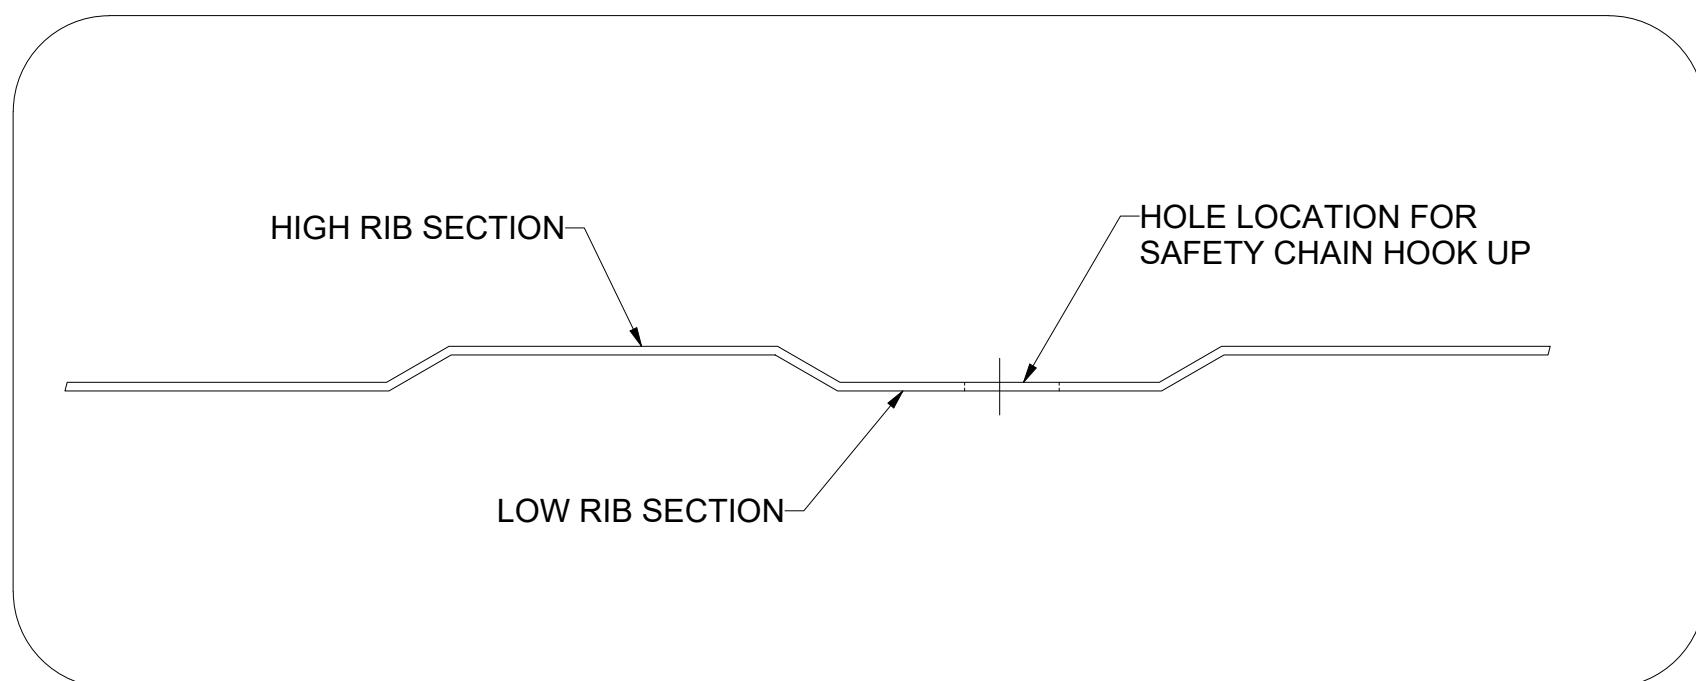 HIGH RIB SECTION
HOLE LOCATION FOR
SAFETY CHAIN HOOK UP
LOW RIB SECTION